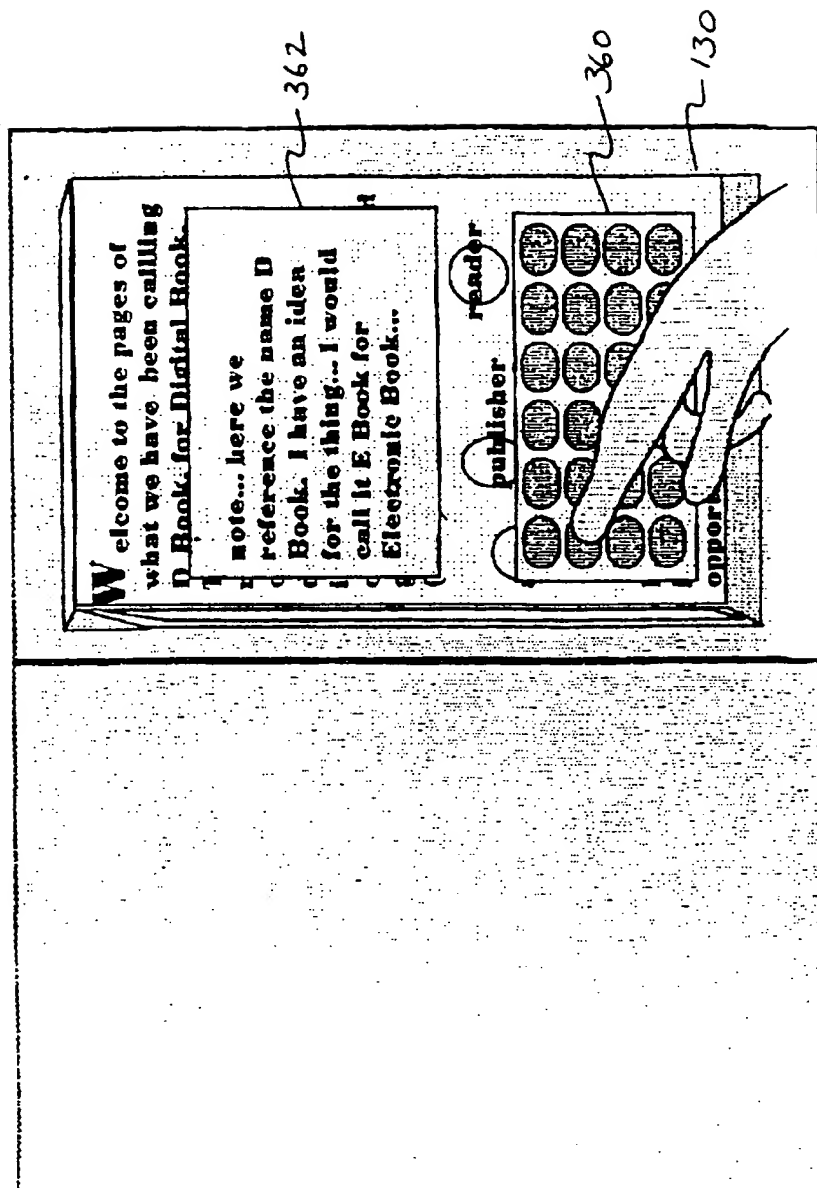 Welcome to the pages of
what we have been callling
D Book, for Digital Book.
note... here we
reference the name D
Book. I have an idea
for the thing... I would
call it E Book for
Electronic Book...
publisher
oppor
362
360
130